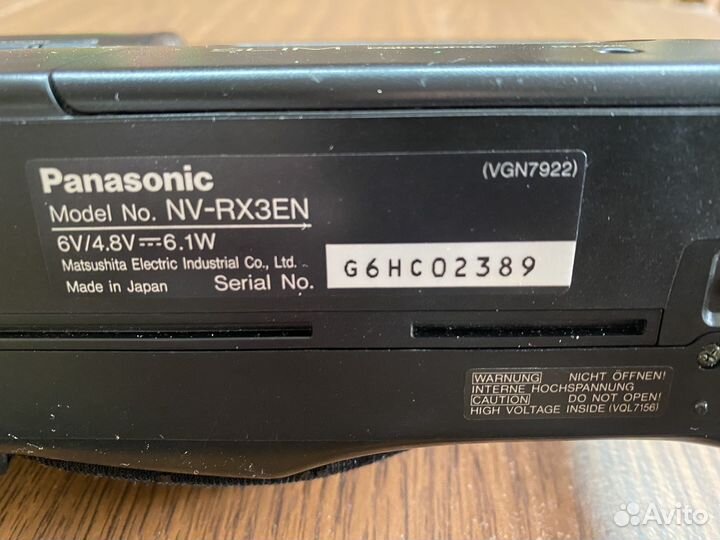 Panasonic
(VGN7922)
Model No. NV-RX3EN
6V/4.8V⎓6.1W
Matsushita Electric Industrial Co., Ltd.
Made in Japan
Serial No. G6HC02389
WARNUNG NICHT ÖFFNEN!
INTERNE HOCHSPANNUNG
CAUTION DO NOT OPEN!
HIGH VOLTAGE INSIDE (VQL7156)
Avito